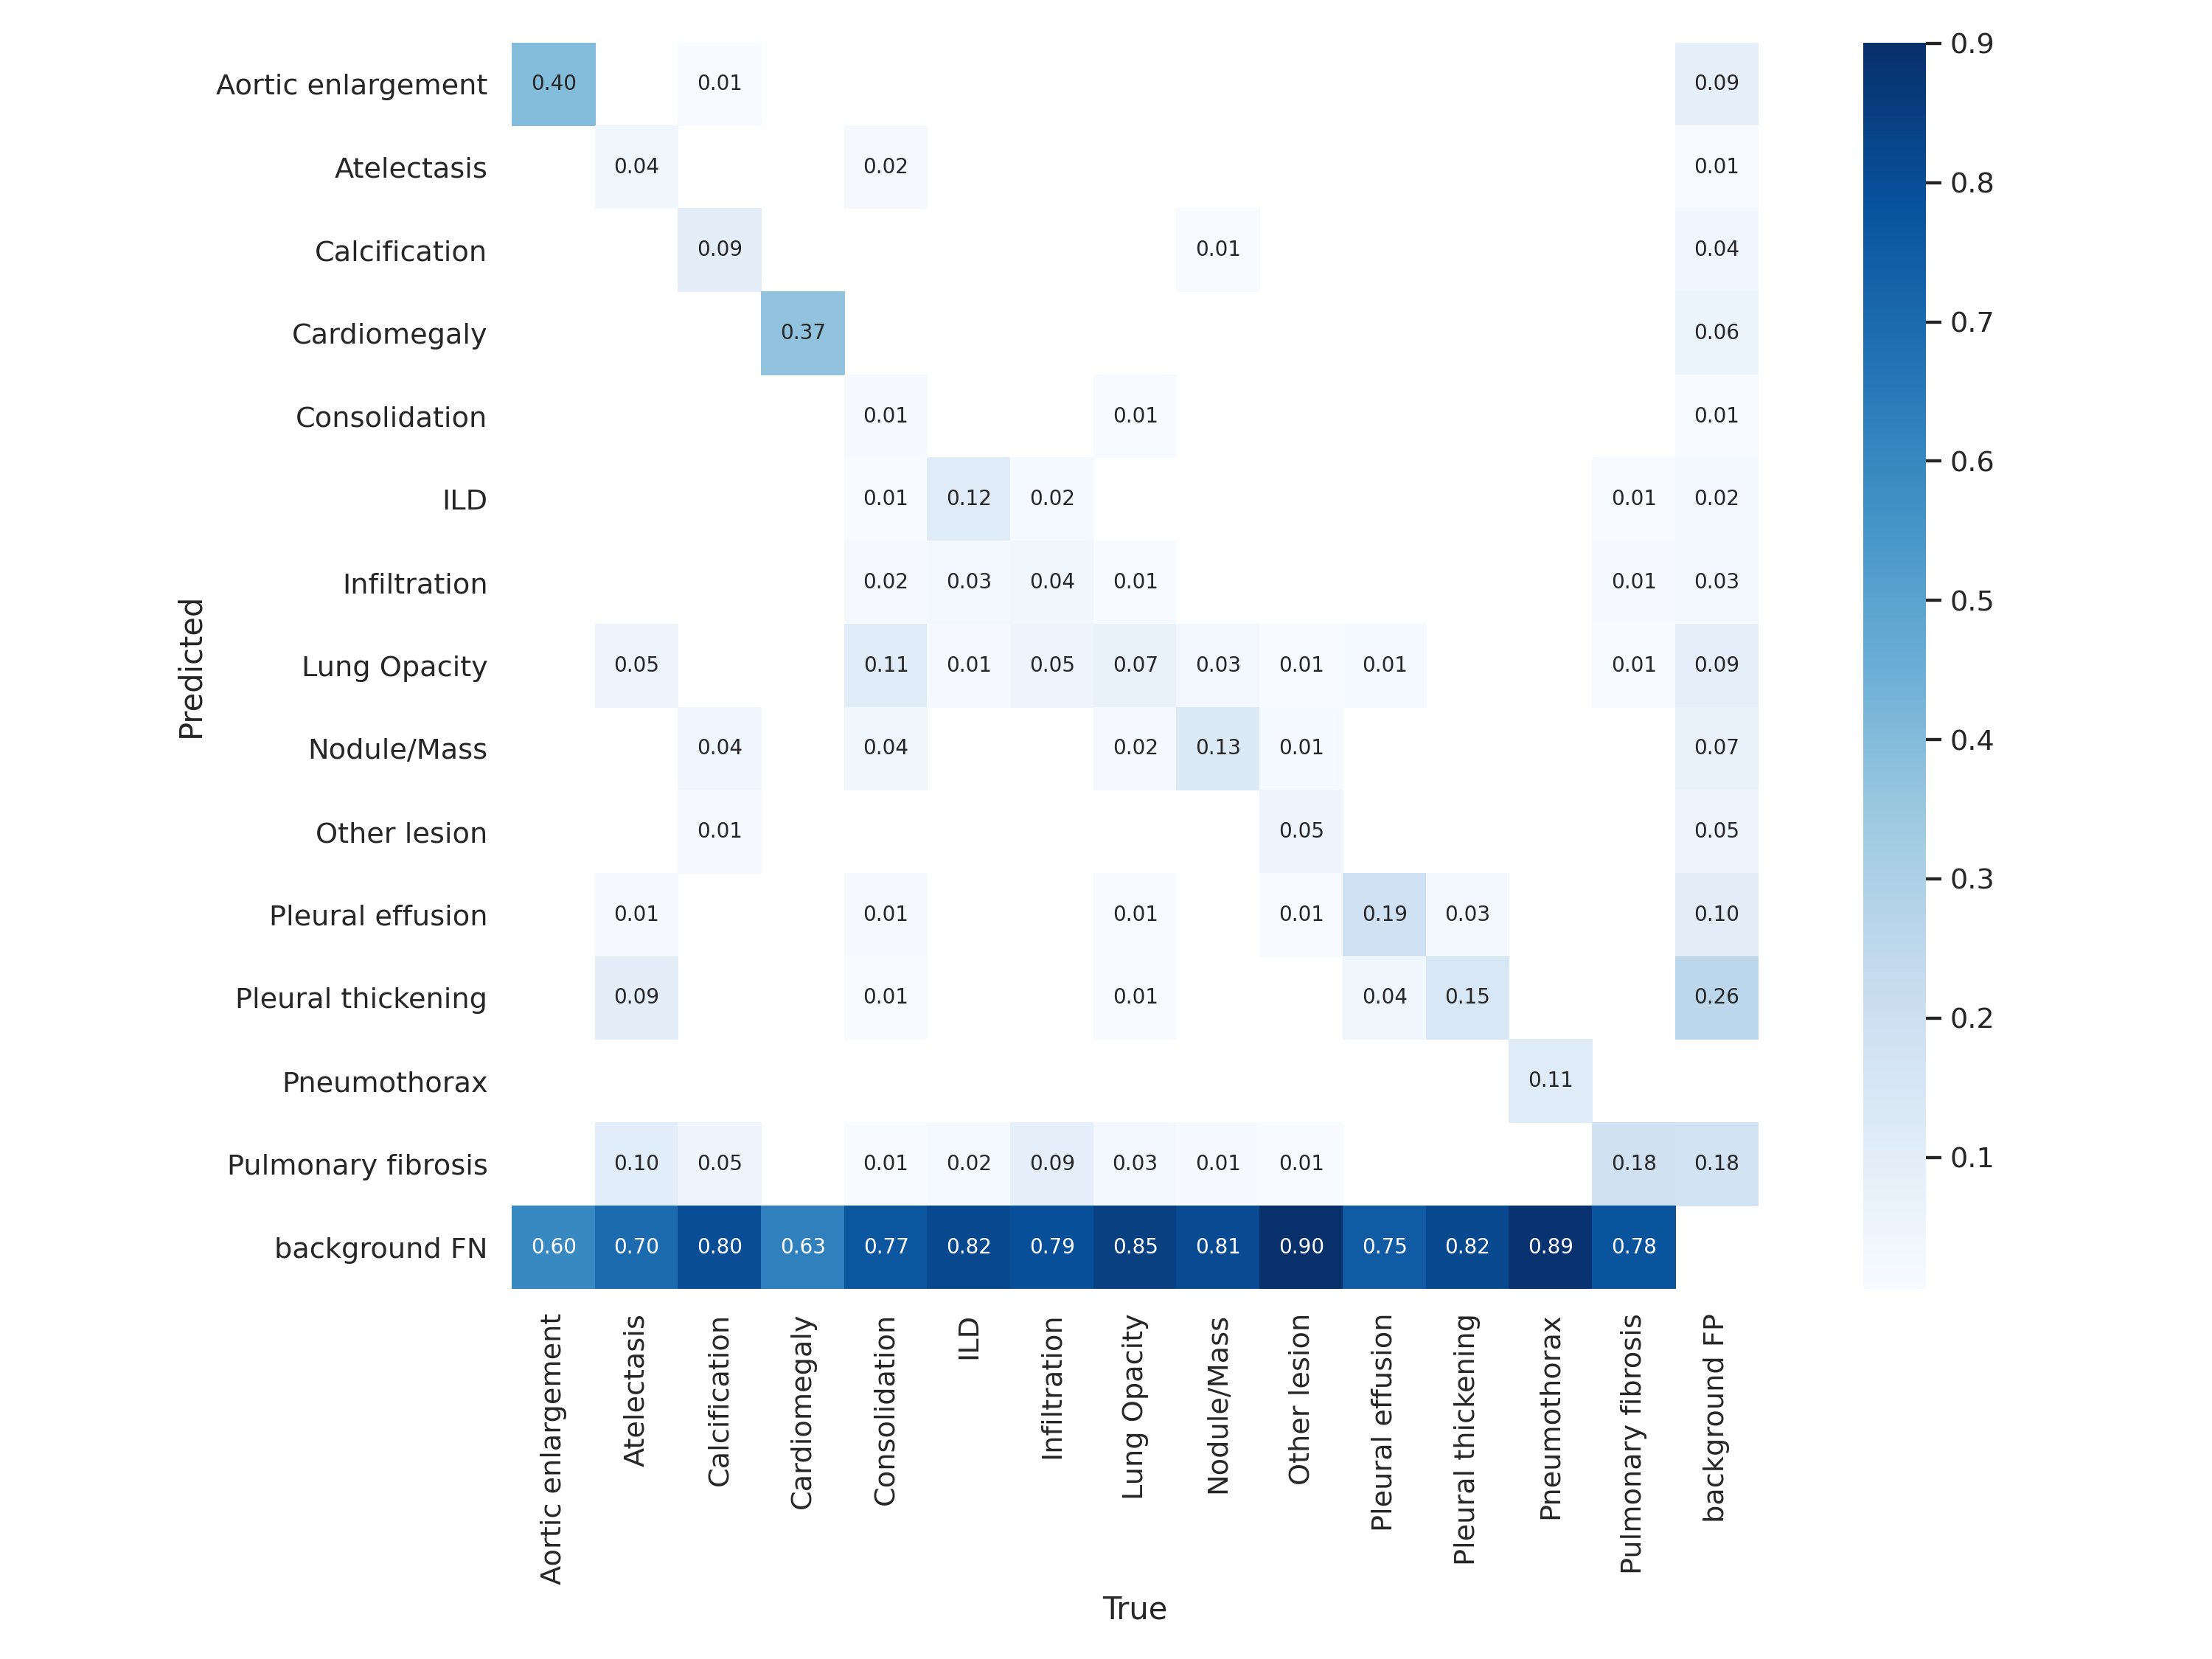 Aortic enlargement 0.40 0.01 0.09
Atelectasis 0.04 0.02 0.01
Calcification 0.09 0.01 0.04
Cardiomegaly 0.37 0.06
Consolidation 0.01 0.01 0.01
ILD 0.01 0.12 0.02 0.01 0.02
Infiltration 0.02 0.03 0.04 0.01 0.01 0.03
Lung Opacity 0.05 0.11 0.01 0.05 0.07 0.03 0.01 0.01 0.01 0.09
Nodule/Mass 0.04 0.04 0.02 0.13 0.01 0.07
Other lesion 0.01 0.05 0.05
Pleural effusion 0.01 0.01 0.01 0.01 0.19 0.03 0.10
Pleural thickening 0.09 0.01 0.01 0.04 0.15 0.26
Pneumothorax 0.11
Pulmonary fibrosis 0.10 0.05 0.01 0.02 0.09 0.03 0.01 0.01 0.18 0.18
background FN 0.60 0.70 0.80 0.63 0.77 0.82 0.79 0.85 0.81 0.90 0.75 0.82 0.89 0.78
Predicted
Aortic enlargement
Atelectasis
Calcification
Cardiomegaly
Consolidation
ILD
Infiltration
Lung Opacity
Nodule/Mass
Other lesion
Pleural effusion
Pleural thickening
Pneumothorax
Pulmonary fibrosis
background FP
True
0.9
0.8
0.7
0.6
0.5
0.4
0.3
0.2
0.1